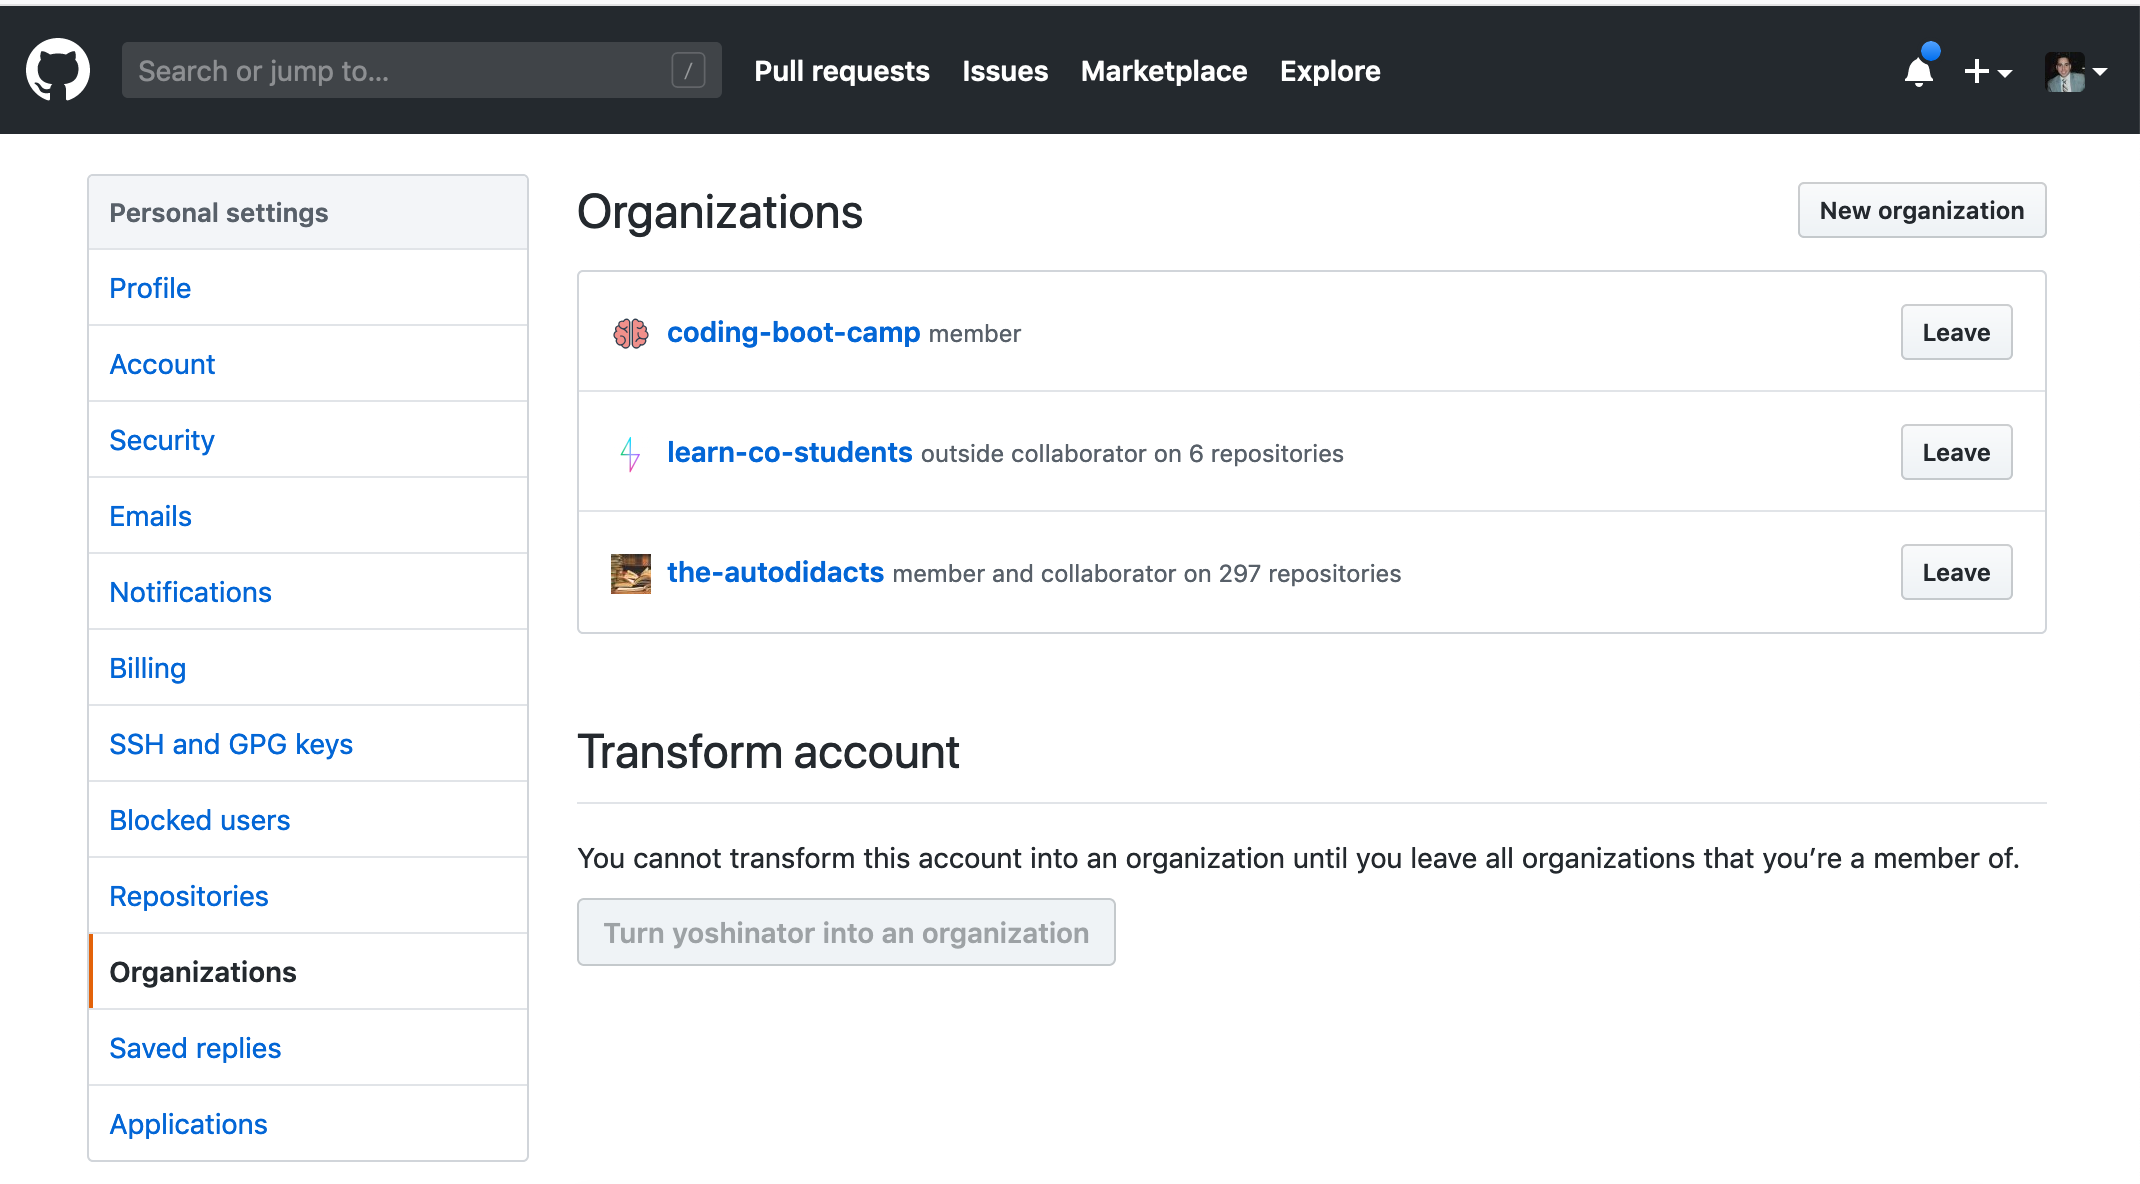 Search or jump to... /
Pull requests Issues Marketplace Explore
Personal settings
Profile
Account
Security
Emails
Notifications
Billing
SSH and GPG keys
Blocked users
Repositories
Organizations
Saved replies
Applications
Organizations
New organization
coding-boot-camp member
Leave
learn-co-students outside collaborator on 6 repositories
Leave
the-autodidacts member and collaborator on 297 repositories
Leave
Transform account
You cannot transform this account into an organization until you leave all organizations that you’re a member of.
Turn yoshinator into an organization